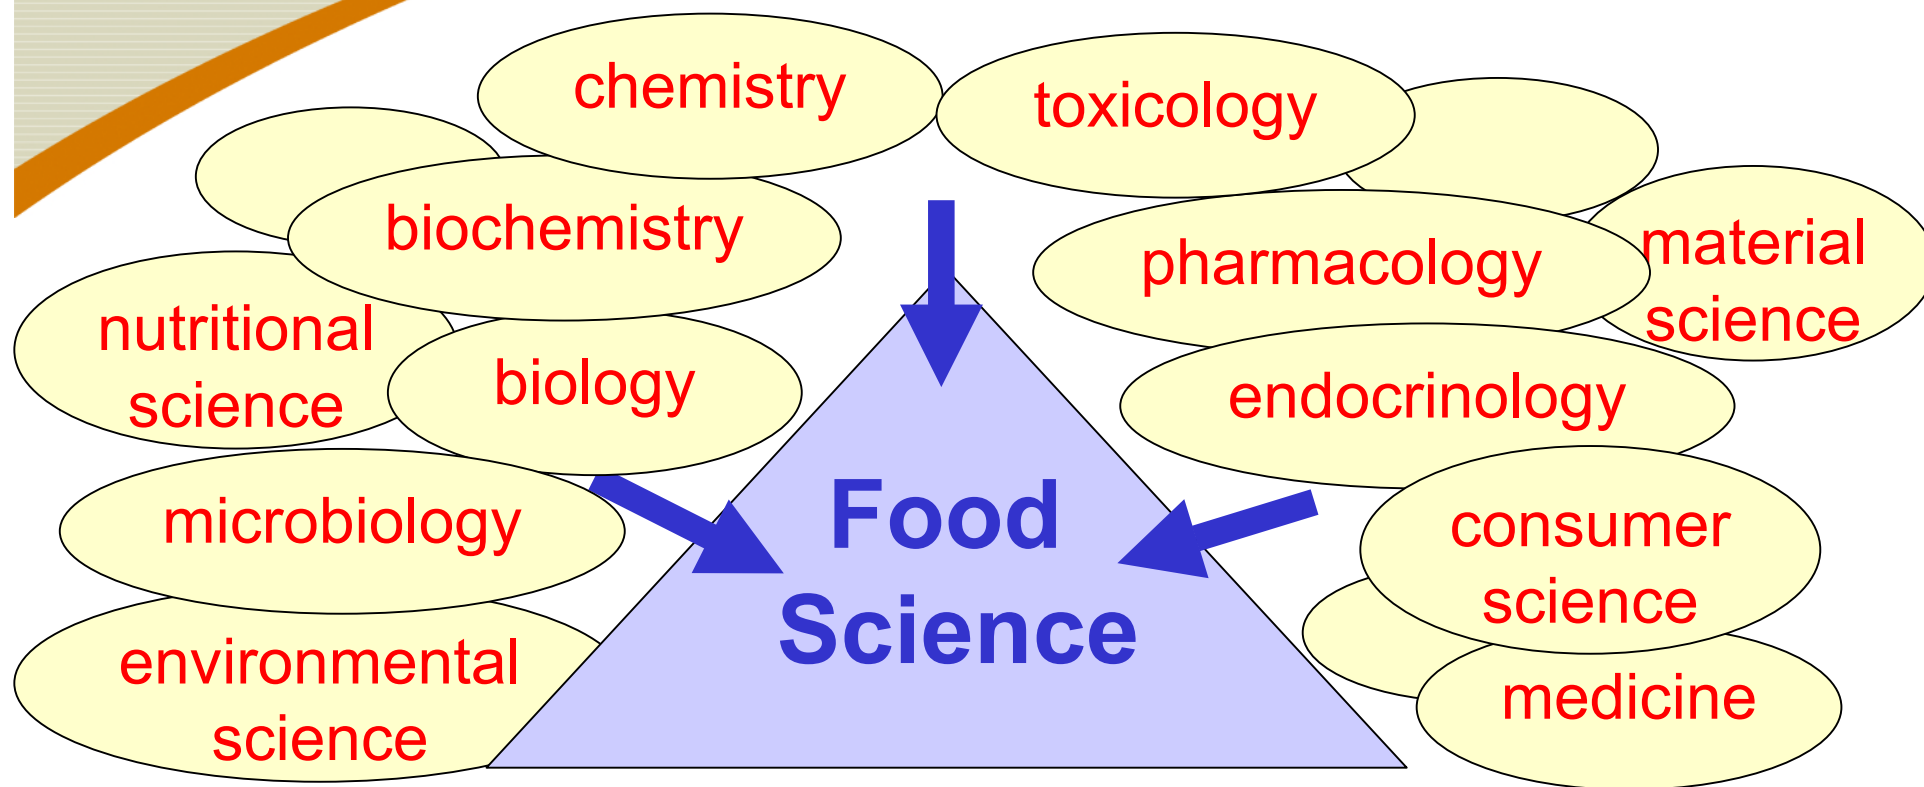 chemistry
toxicology
biochemistry
pharmacology
material
science
nutritional
science
biology
endocrinology
microbiology
consumer
science
Food
Science
environmental
science
medicine